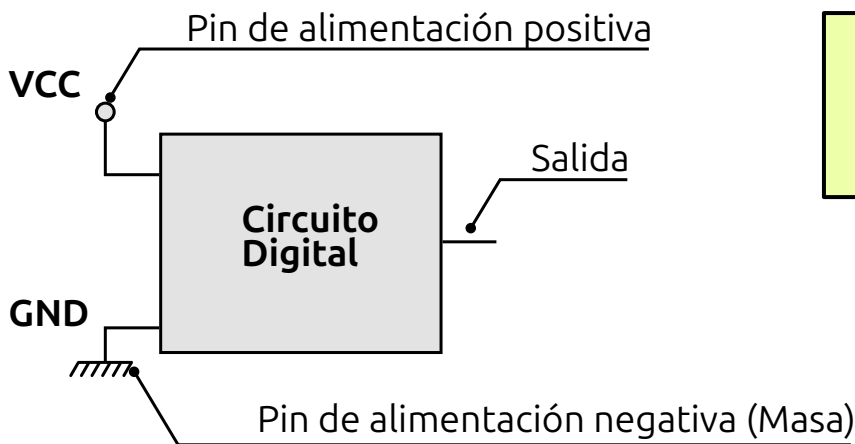 Pin de alimentación positiva
VCC
Salida
Circuito
Digital
GND
Pin de alimentación negativa (Masa)